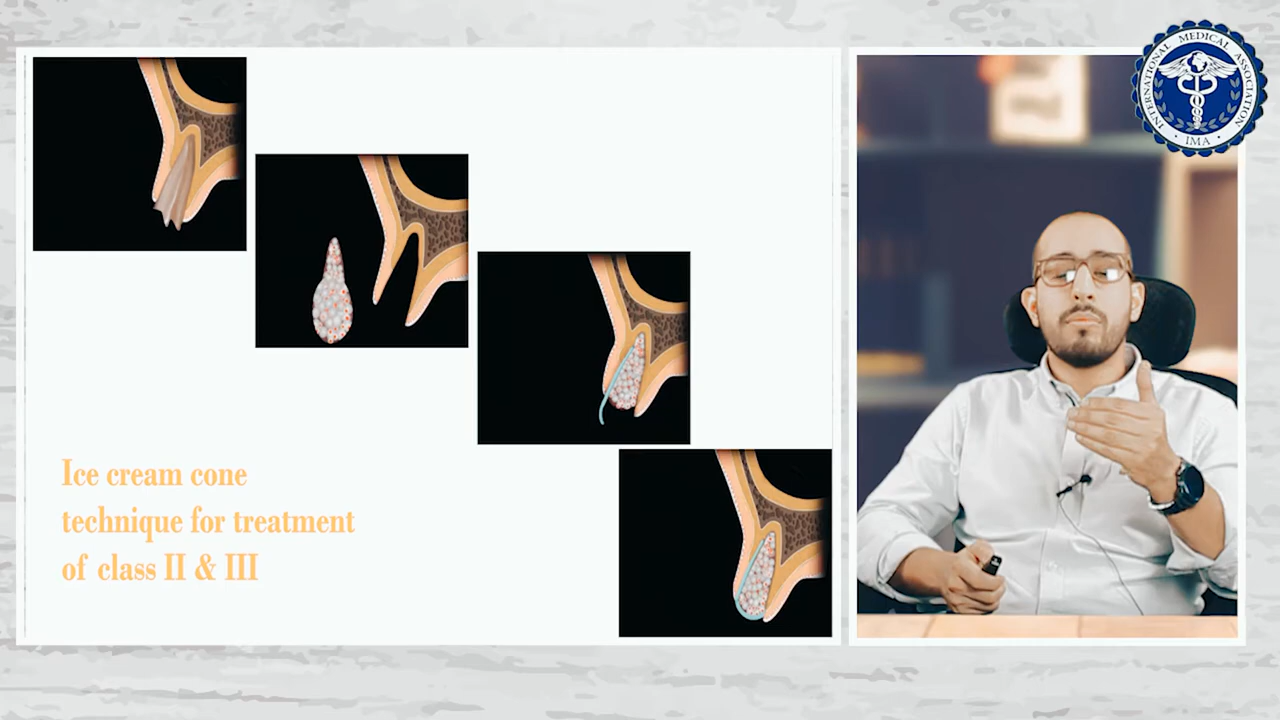 Ice cream cone
technique for treatment
of class II & III
INTERNATIONAL MEDICAL ASSOCIATION
· IMA ·